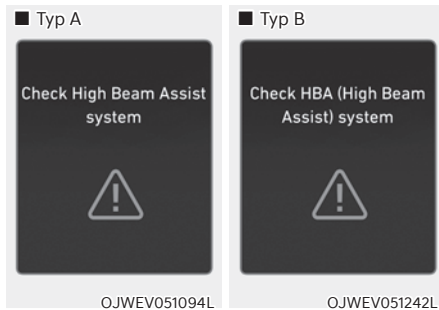 ■ Typ A
Check High Beam Assist
system
OJWEV051094L
■ Typ B
Check HBA (High Beam
Assist) system
OJWEV051242L